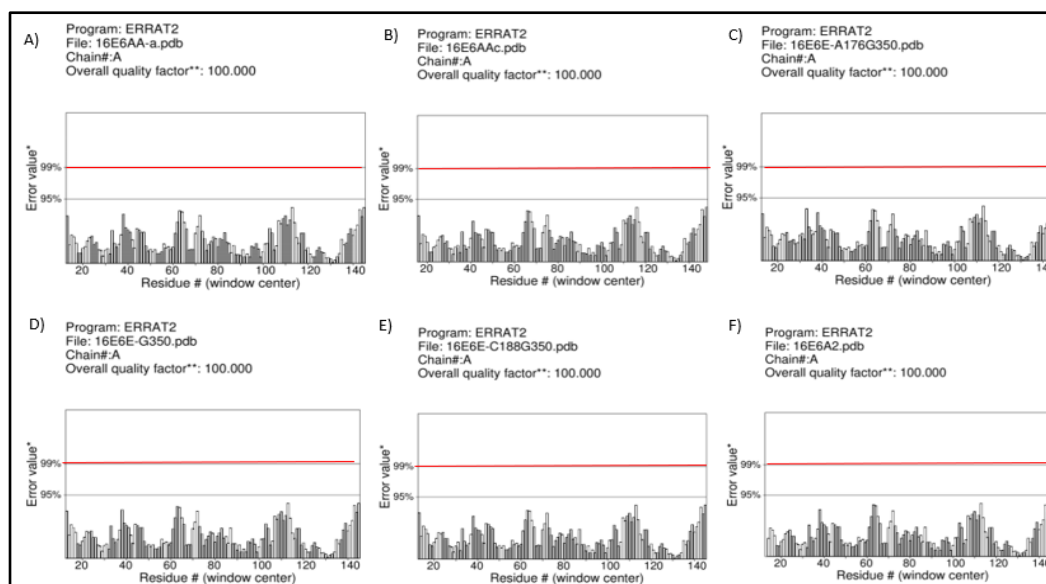 A)
Program: ERRAT2
File: 16E6AA-a.pdb
Chain#:A
Overall quality factor**: 100.000
Error value*
99%
95%
20 40 60 80 100 120 140
Residue # (window center)
B)
Program: ERRAT2
File: 16E6AAc.pdb
Chain#:A
Overall quality factor**: 100.000
Error value*
99%
95%
20 40 60 80 100 120 140
Residue # (window center)
C)
Program: ERRAT2
File: 16E6E-A176G350.pdb
Chain#:A
Overall quality factor**: 100.000
Error value*
99%
95%
20 40 60 80 100 120 140
Residue # (window center)
D)
Program: ERRAT2
File: 16E6E-G350.pdb
Chain#:A
Overall quality factor**: 100.000
Error value*
99%
95%
20 40 60 80 100 120 140
Residue # (window center)
E)
Program: ERRAT2
File: 16E6E-C188G350.pdb
Chain#:A
Overall quality factor**: 100.000
Error value*
99%
95%
20 40 60 80 100 120 140
Residue # (window center)
F)
Program: ERRAT2
File: 16E6A2.pdb
Chain#:A
Overall quality factor**: 100.000
Error value*
99%
95%
20 40 60 80 100 120 140
Residue # (window center)